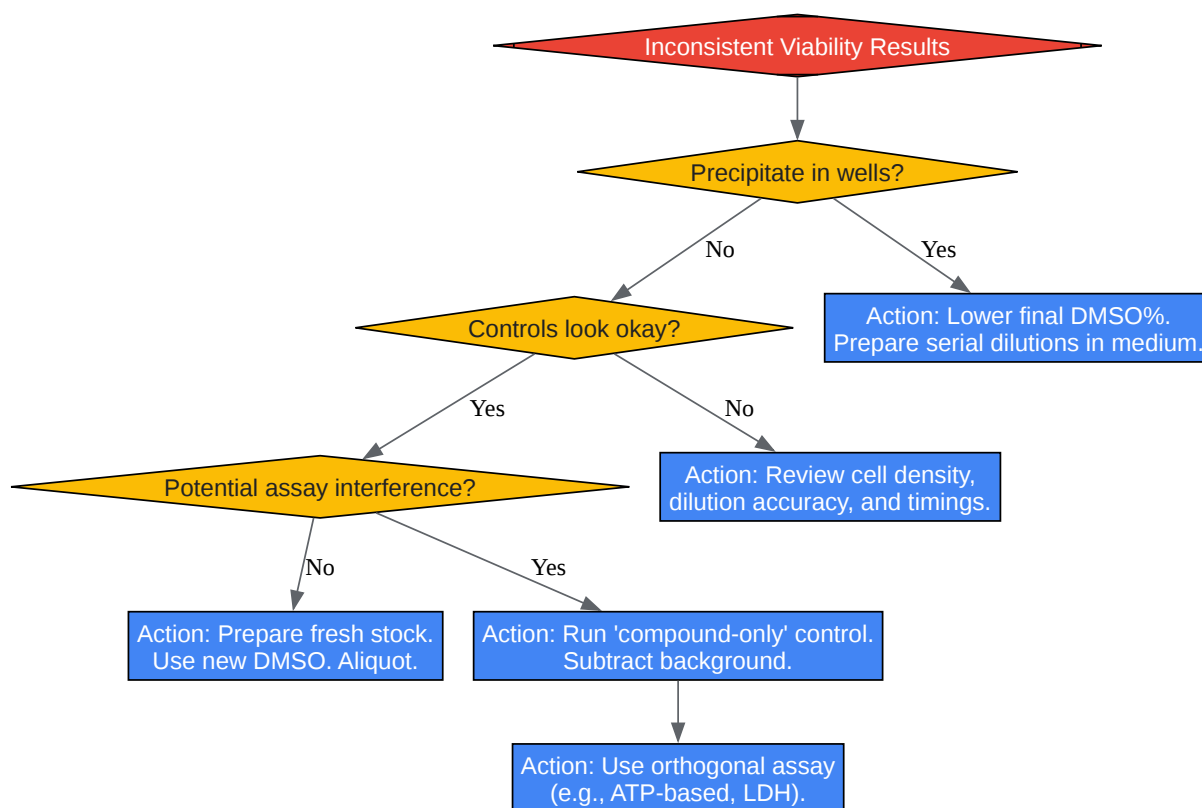 Inconsistent Viability Results
Precipitate in wells?
No
Yes
Action: Lower final DMSO%.
Prepare serial dilutions in medium.
Controls look okay?
Yes
No
Action: Review cell density,
dilution accuracy, and timings.
Potential assay interference?
No
Yes
Action: Prepare fresh stock.
Use new DMSO. Aliquot.
Action: Run 'compound-only' control.
Subtract background.
Action: Use orthogonal assay
(e.g., ATP-based, LDH).